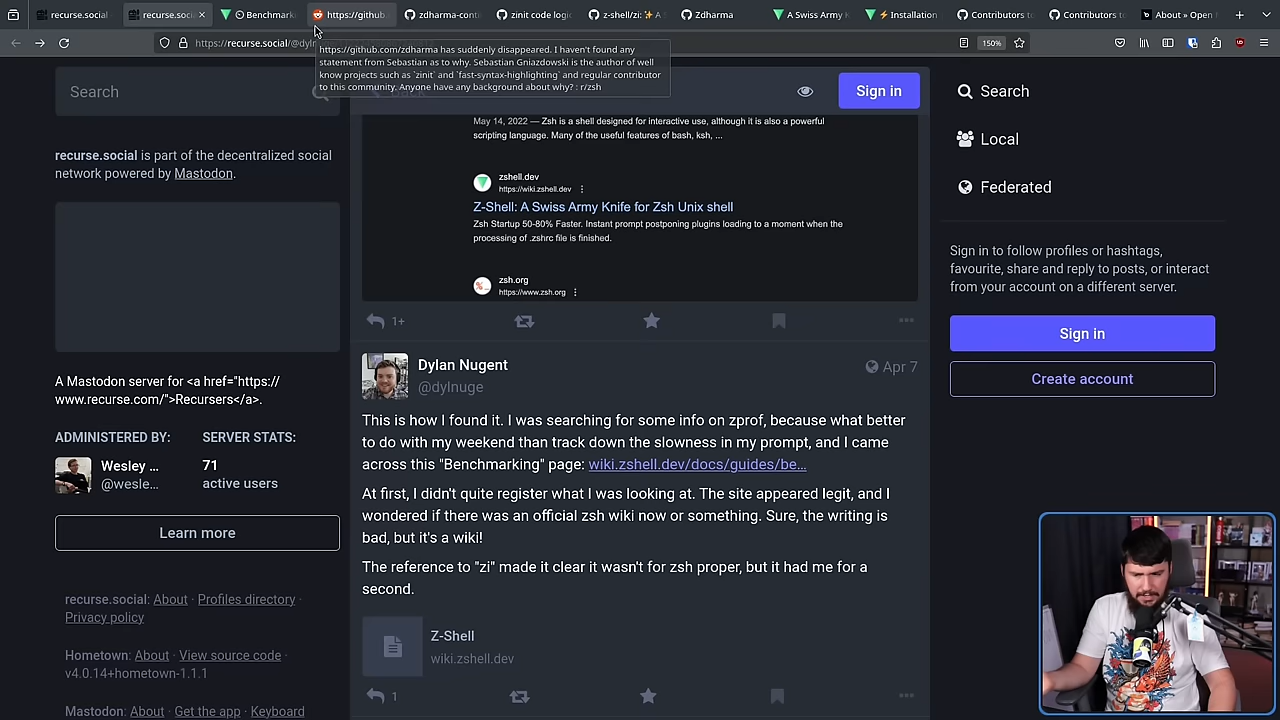 recurse.soci
recurse.soci
Benchmark
https://github
zdharma-cont
zinit code logi
z-shell/zi: ✨ A
Zdharma
A Swiss Army K
⚡ Installation
Contributors to
Contributors to
About » Open
https://recurse.social/@dyln
150%
https://github.com/zdharma has suddenly disappeared. I haven't found any
statement from Sebastian as to why. Sebastian Gniazdowski is the author of well
know projects such as `zinit` and `fast-syntax-highlighting` and regular contributor
to this community. Anyone have any background about why? : r/zsh
Search
Sign in
Search
Local
Federated
recurse.social is part of the decentralized social
network powered by Mastodon.
May 14, 2022 — Zsh is a shell designed for interactive use, although it is also a powerful
scripting language. Many of the useful features of bash, ksh, ...
zshell.dev
https://wiki.zshell.dev
Z-Shell: A Swiss Army Knife for Zsh Unix shell
Zsh Startup 50-80% Faster. Instant prompt postponing plugins loading to a moment when the
processing of .zshrc file is finished.
zsh.org
https://www.zsh.org
1+
Sign in to follow profiles or hashtags,
favourite, share and reply to posts, or interact
from your account on a different server.
Sign in
Create account
A Mastodon server for <a href="https://
www.recurse.com/">Recursers</a>.
ADMINISTERED BY:
SERVER STATS:
Wesley ...
@wesle...
71
active users
Learn more
recurse.social: About · Profiles directory ·
Privacy policy
Hometown: About · View source code ·
v4.0.14+hometown-1.1.1
Mastodon: About · Get the app · Keyboard
Dylan Nugent
@dylnuge
Apr 7
This is how I found it. I was searching for some info on zprof, because what better
to do with my weekend than track down the slowness in my prompt, and I came
across this "Benchmarking" page: wiki.zshell.dev/docs/guides/be...
At first, I didn't quite register what I was looking at. The site appeared legit, and I
wondered if there was an official zsh wiki now or something. Sure, the writing is
bad, but it's a wiki!
The reference to "zi" made it clear it wasn't for zsh proper, but it had me for a
second.
Z-Shell
wiki.zshell.dev
1